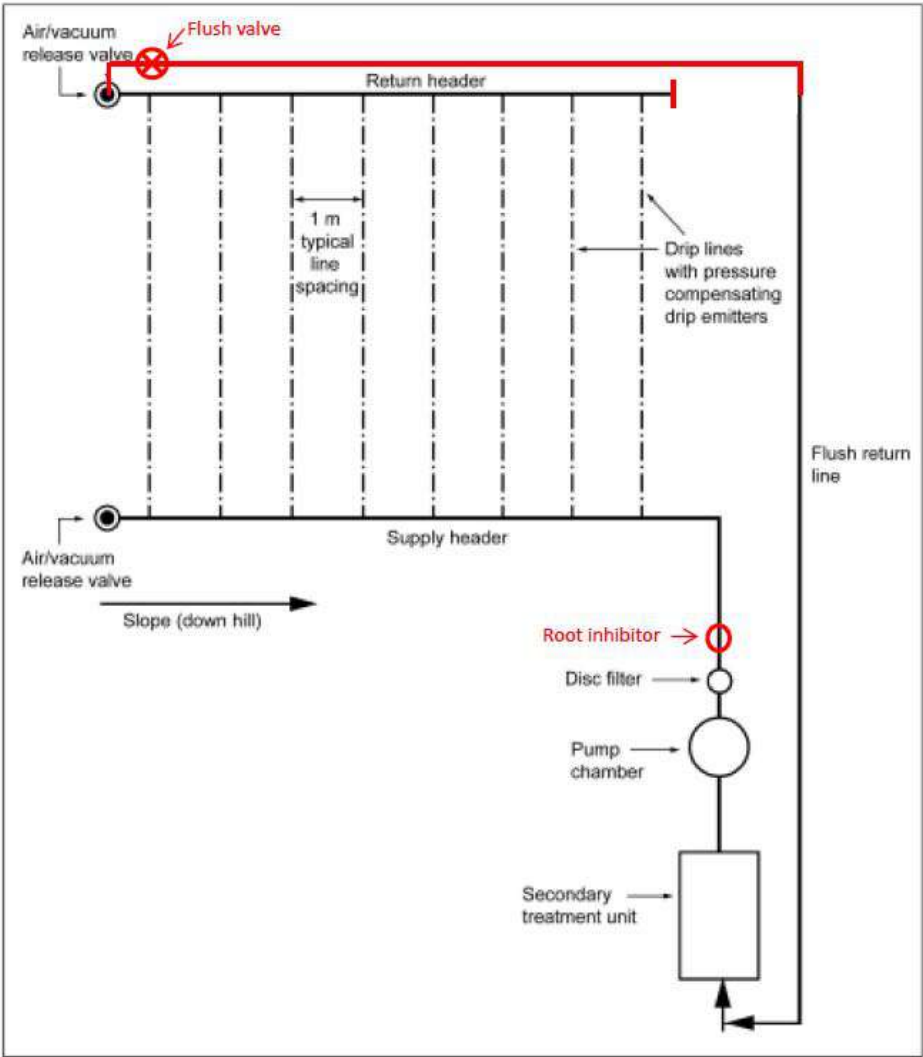 Air/vacuum
release valve
Flush valve
Return header
1 m
typical
line
spacing
Drip lines
with pressure
compensating
drip emitters
Flush return
line
Supply header
Air/vacuum
release valve
Slope (down hill)
Root inhibitor
Disc filter
Pump
chamber
Secondary
treatment unit